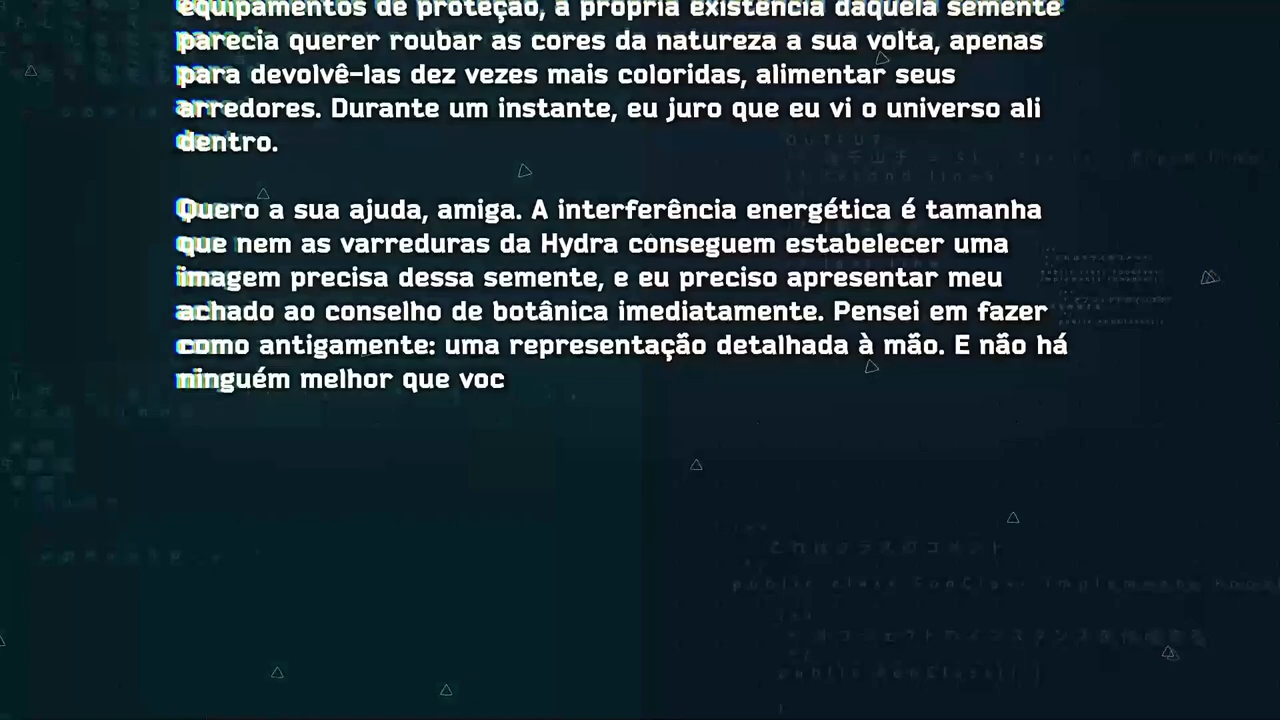 equipamentos de proteção, a própria existência daquela semente
parecia querer roubar as cores da natureza a sua volta, apenas
para devolvê-las dez vezes mais coloridas, alimentar seus
arredores. Durante um instante, eu juro que eu vi o universo ali
dentro.
Quero a sua ajuda, amiga. A interferência energética é tamanha
que nem as varreduras da Hydra conseguem estabelecer uma
imagem precisa dessa semente, e eu preciso apresentar meu
achado ao conselho de botânica imediatamente. Pensei em fazer
como antigamente: uma representação detalhada à mão. E não há
ninguém melhor que voc